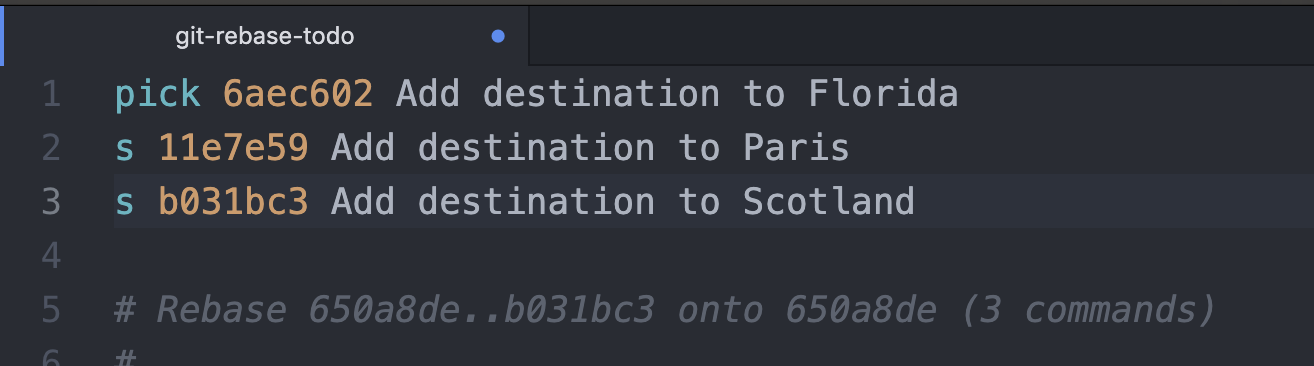 git-rebase-todo
1 pick 6aec602 Add destination to Florida
2 s 11e7e59 Add destination to Paris
3 s b031bc3 Add destination to Scotland
4
5 # Rebase 650a8de..b031bc3 onto 650a8de (3 commands)
6 #